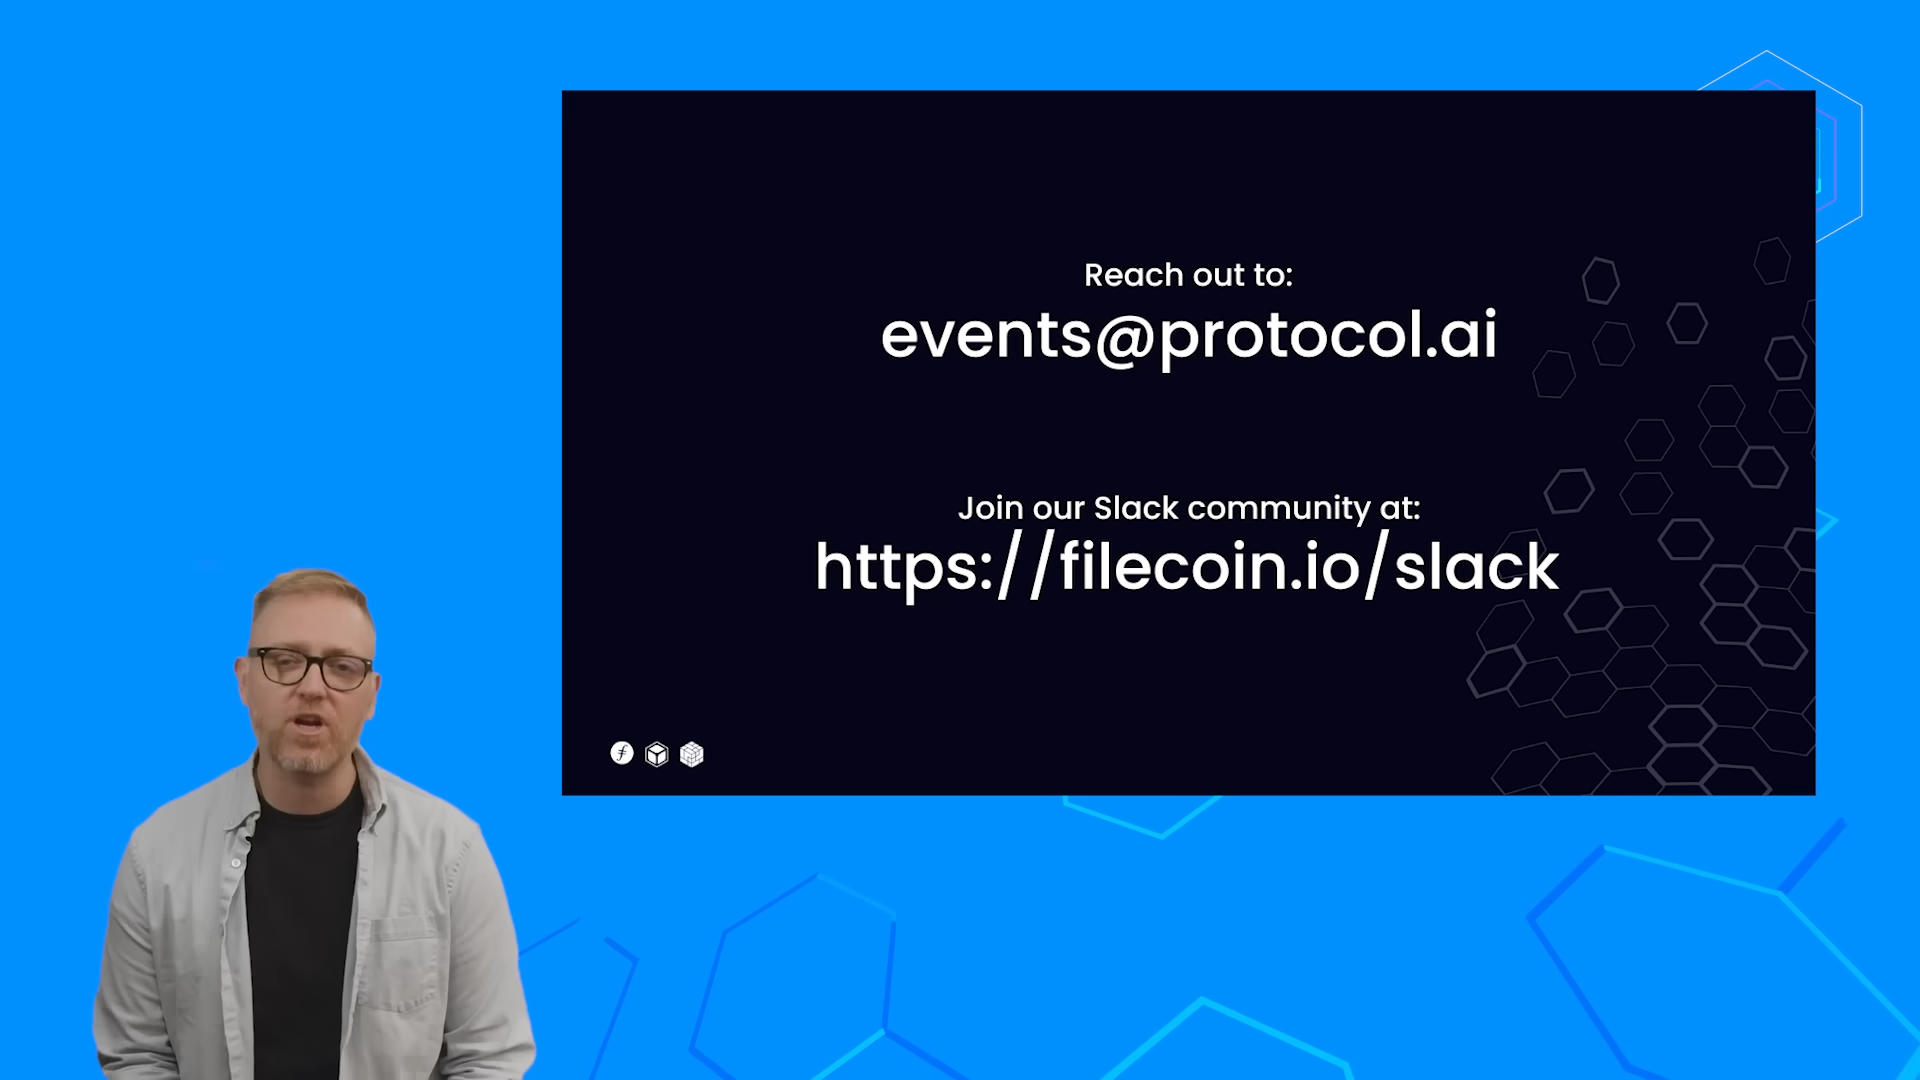 Reach out to:
events@protocol.ai
Join our Slack community at:
https://filecoin.io/slack